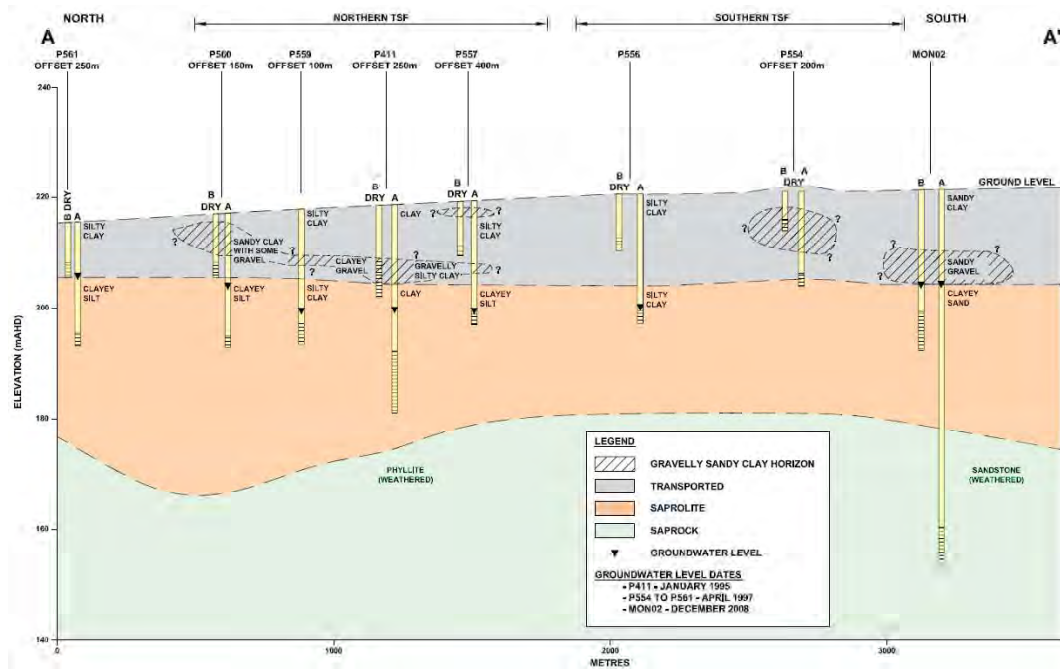 NORTH
NORTHERN TSF
SOUTHERN TSF
SOUTH
A
A'
P561
OFFSET 250m
P560
OFFSET 150m
P559
OFFSET 100m
P411
OFFSET 250m
P557
OFFSET 400m
P556
P554
OFFSET 200m
MON02
240
220
200
180
160
140
ELEVATION (mAHD)
B DRY
A
SILTY
CLAY
CLAYEY
SILT
B
DRY A
SANDY CLAY
WITH SOME
GRAVEL
CLAYEY
SILT
SILTY
CLAY
SILTY
CLAY
B
DRY A
CLAY
CLAYEY
GRAVEL
CLAY
B
DRY A
SILTY
CLAY
GRAVELLY
SILTY CLAY
CLAYEY
SILT
B
DRY A
SILTY
CLAY
SILTY
CLAY
B A
DRY
B A
SANDY
CLAY
SANDY
GRAVEL
CLAYEY
SAND
GROUND LEVEL
? ? ? ? ? ? ? ? ? ? ? ? ?
PHYLLITE
(WEATHERED)
SANDSTONE
(WEATHERED)
LEGEND
GRAVELLY SANDY CLAY HORIZON
TRANSPORTED
SAPROLITE
SAPROCK
GROUNDWATER LEVEL
GROUNDWATER LEVEL DATES
- P411 - JANUARY 1995
- P554 TO P561 - APRIL 1997
- MON02 - DECEMBER 2008
0
1000
2000
3000
METRES